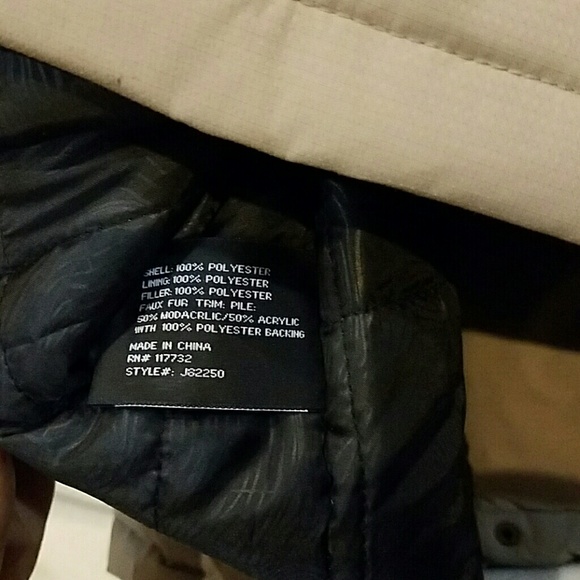 SHELL: 100% POLYESTER
LINING: 100% POLYESTER
FILLER: 100% POLYESTER
FAUX FUR TRIM: PILE:
50% MODACRLIC/50% ACRYLIC
WITH 100% POLYESTER BACKING
MADE IN CHINA
RN# 117732
STYLE#: J82250